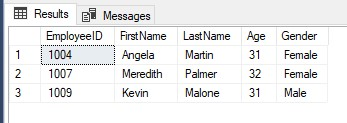 Results Messages
EmployeeID FirstName LastName Age Gender
1 1004 Angela Martin 31 Female
2 1007 Meredith Palmer 32 Female
3 1009 Kevin Malone 31 Male